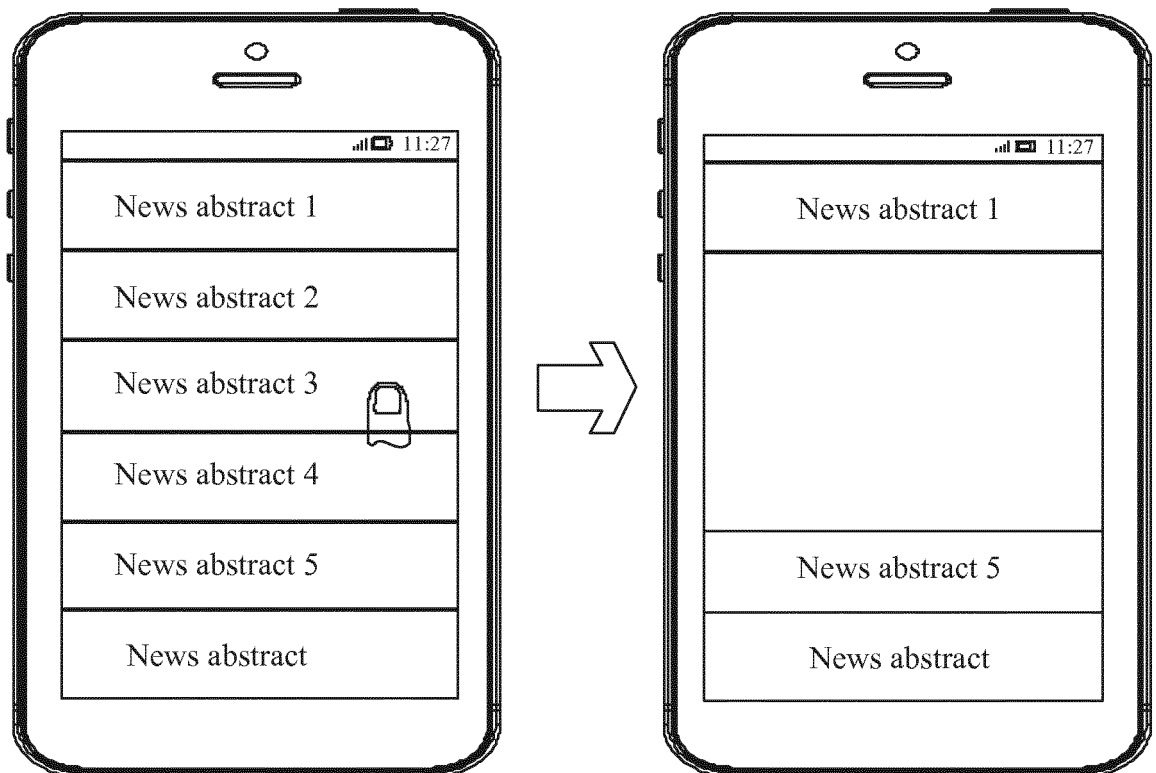 11:27
News abstract 1
News abstract 2
News abstract 3
News abstract 4
News abstract 5
News abstract
11:27
News abstract 1
News abstract 5
News abstract